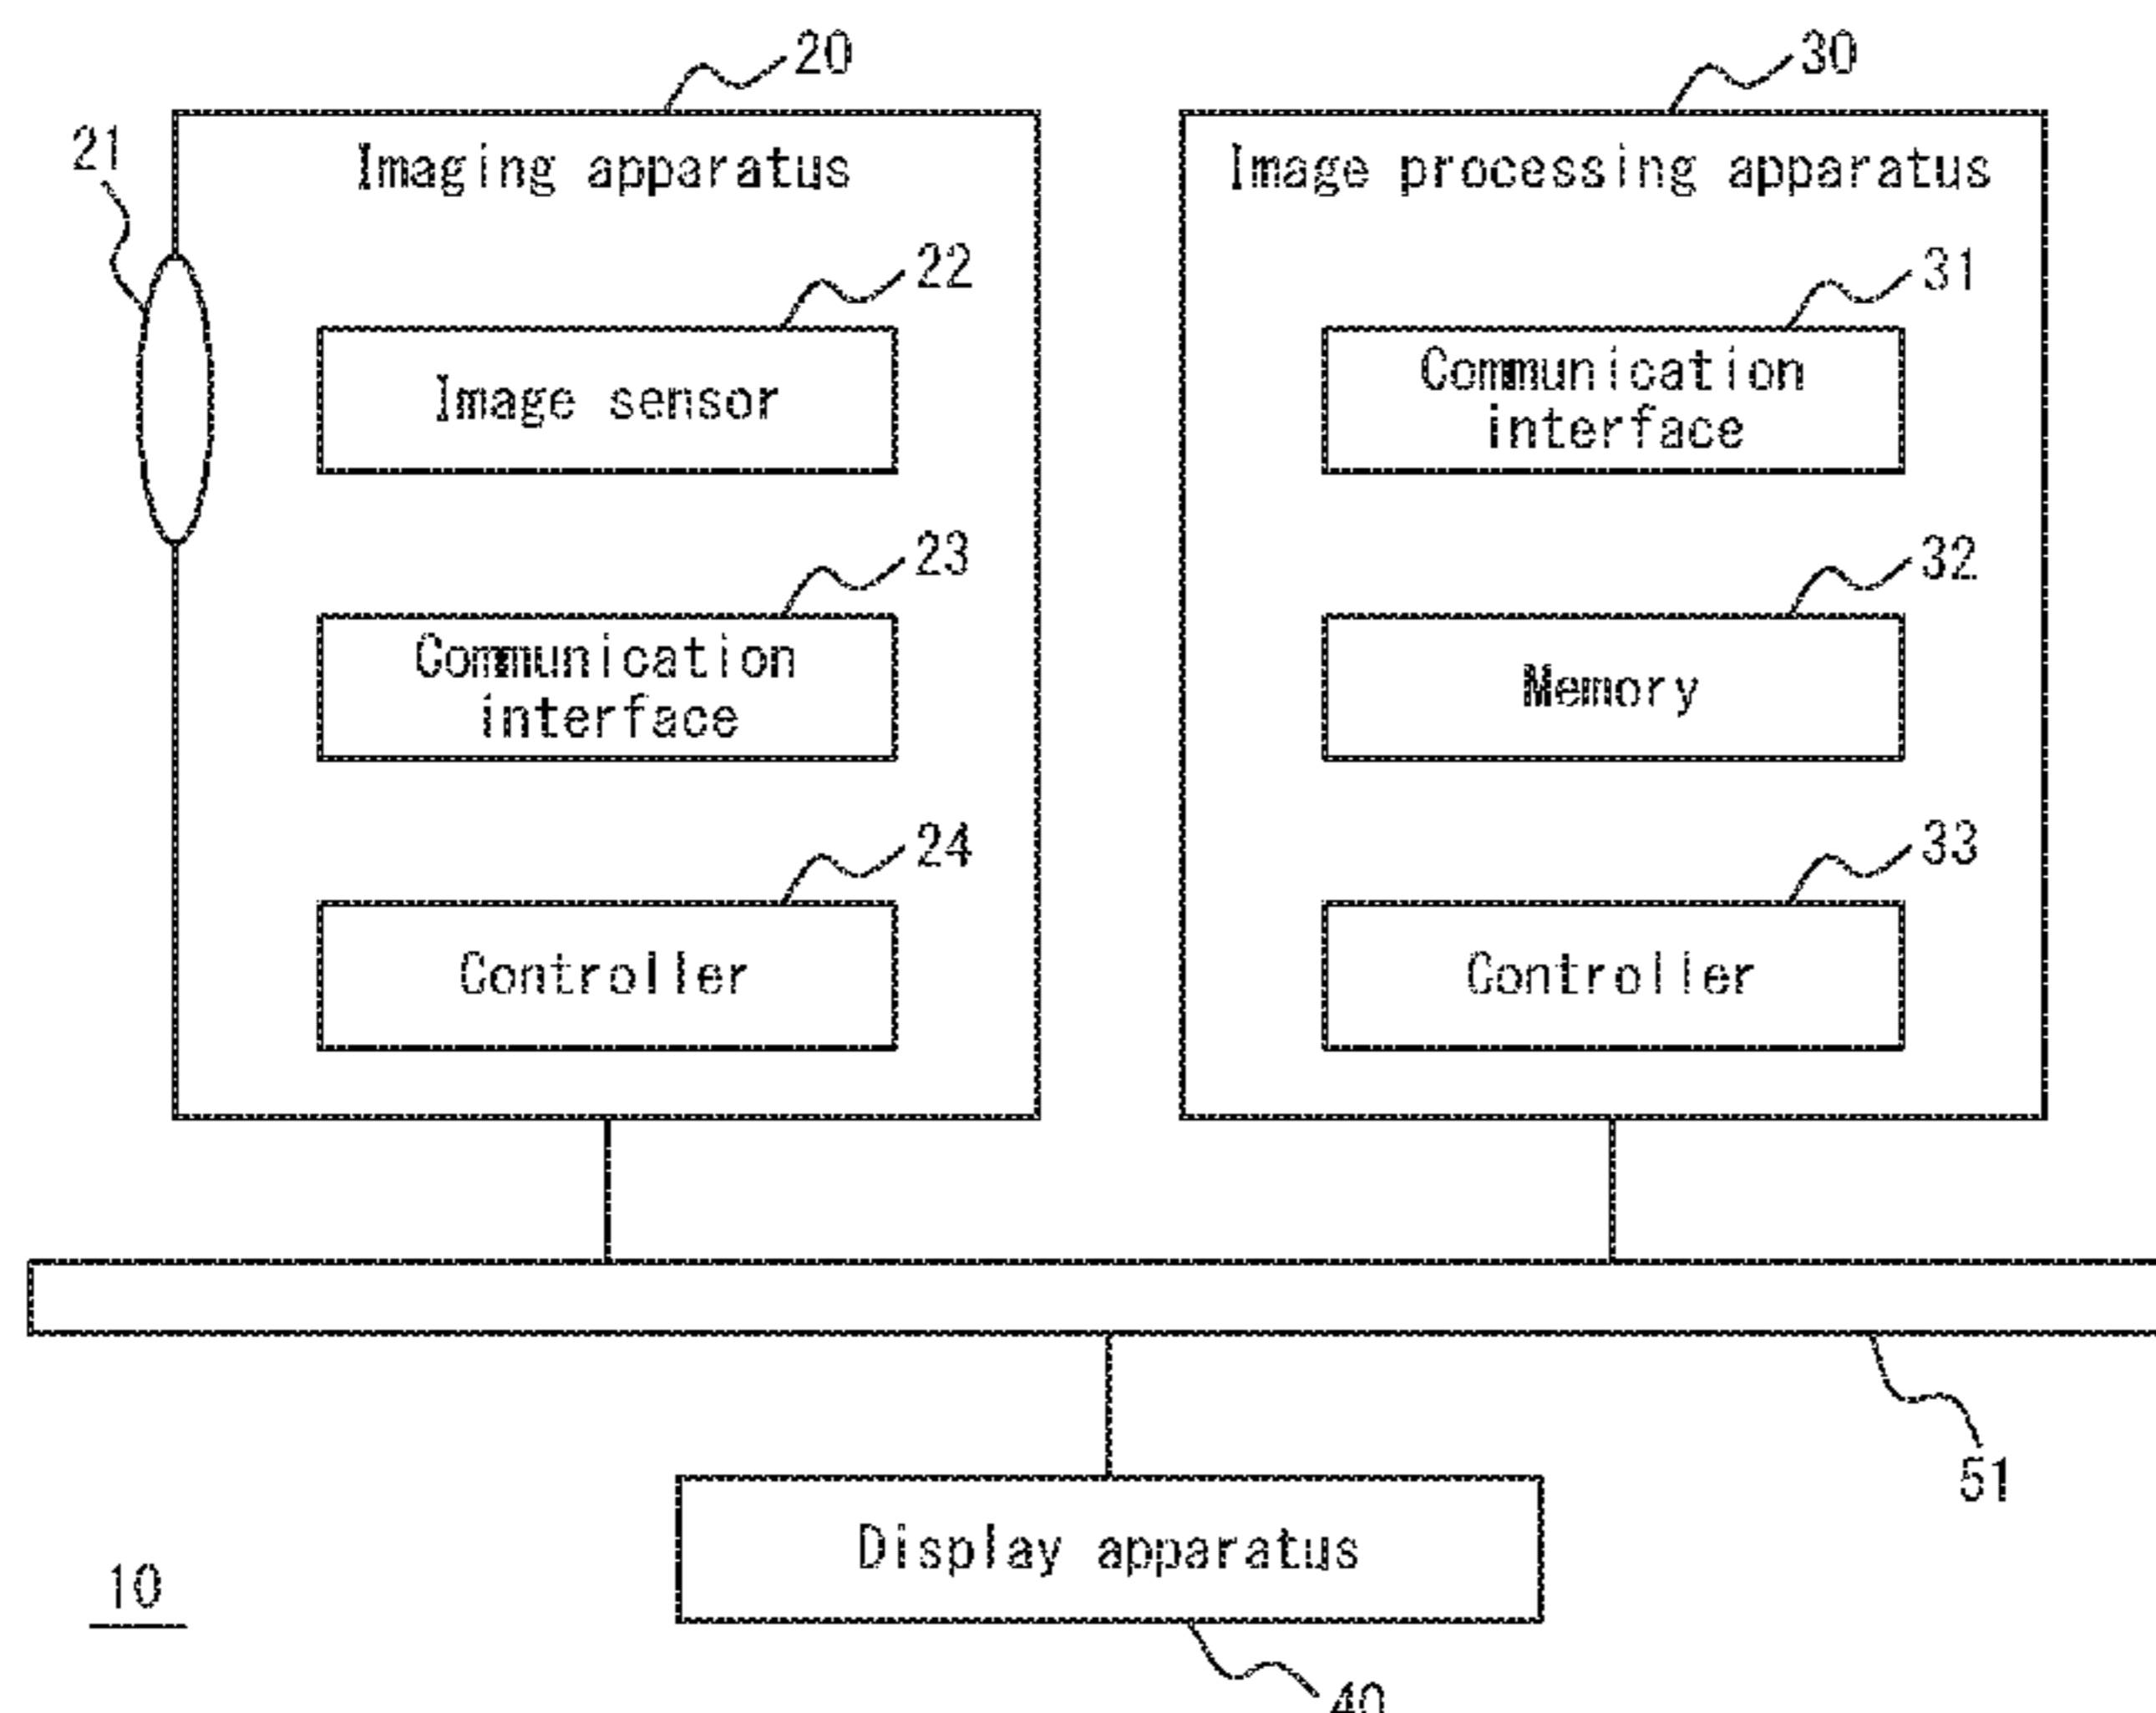 20
30
21
Imaging apparatus
Image processing apparatus
22
31
Image sensor
Communication
interface
23
32
Communication
interface
Memory
24
33
Controller
Controller
51
Display apparatus
10
40